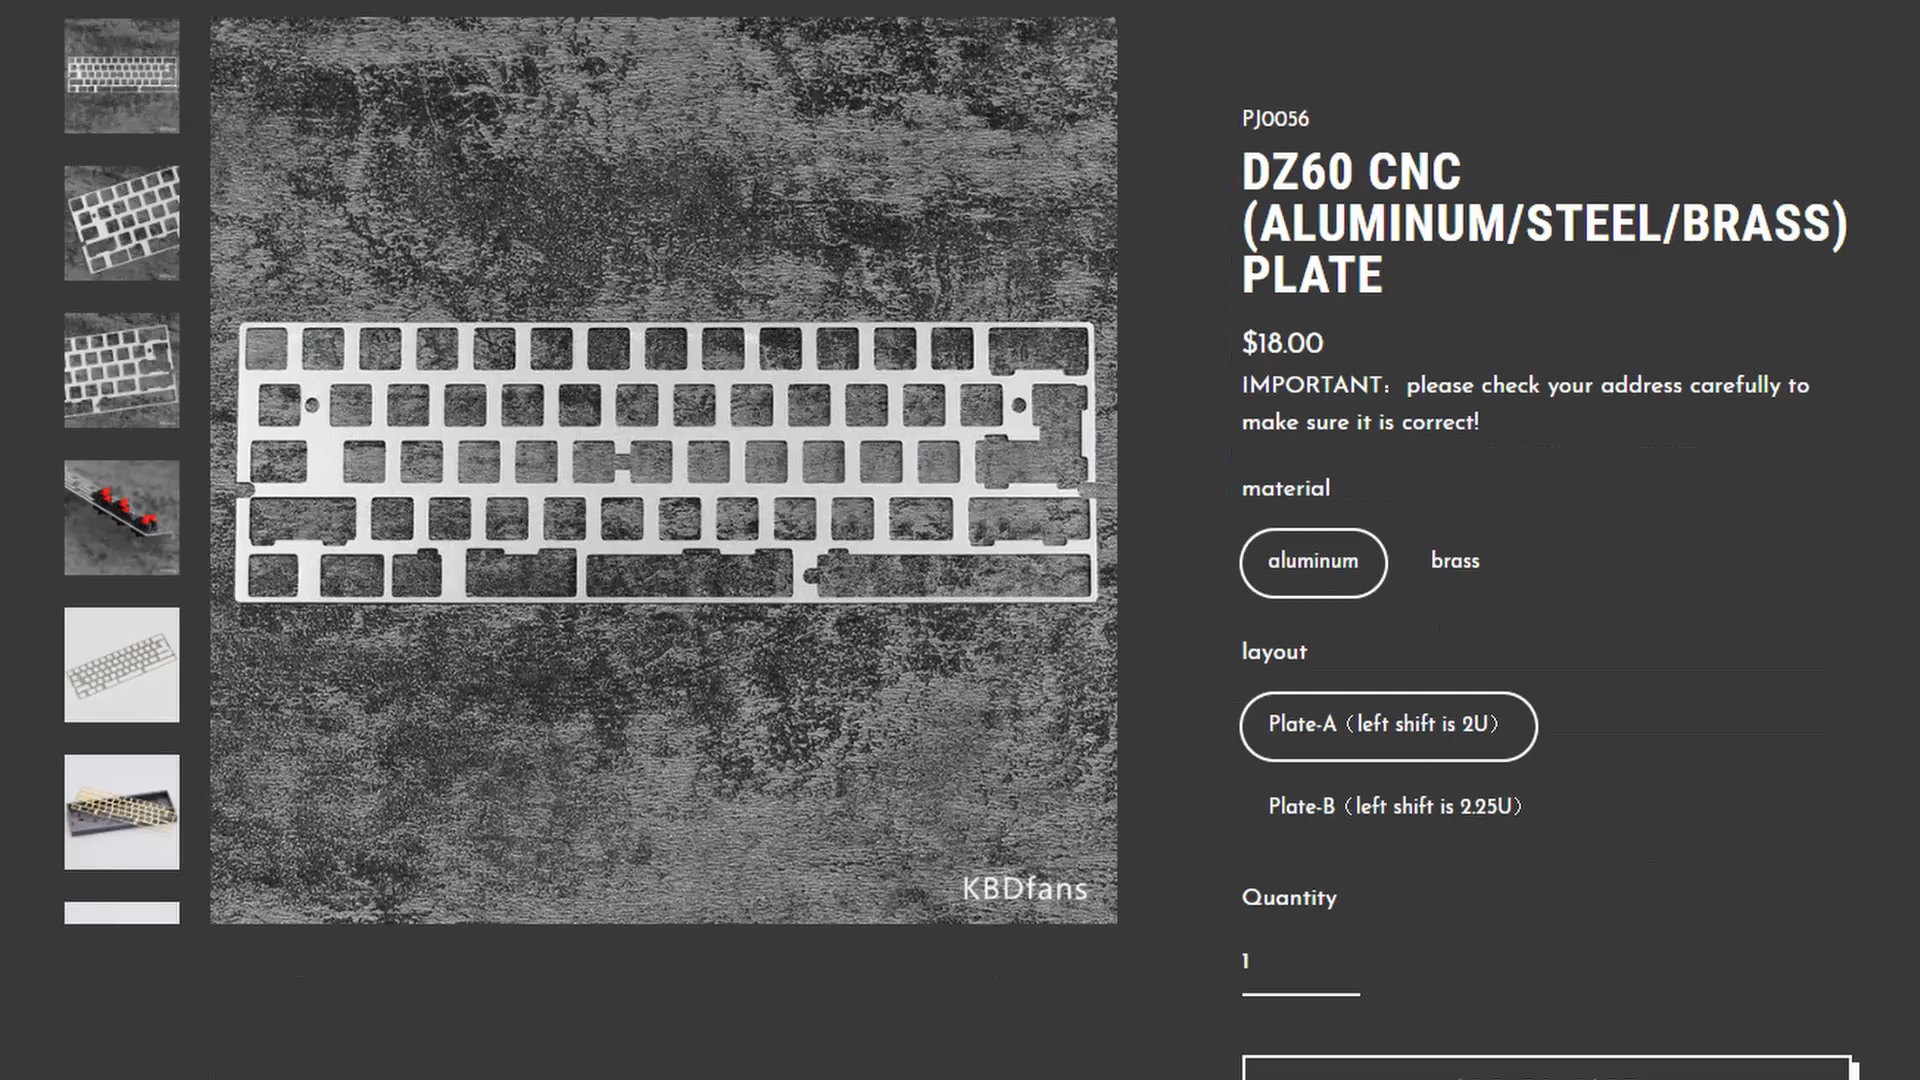 PJ0056
DZ60 CNC
(ALUMINUM/STEEL/BRASS)
PLATE
$18.00
IMPORTANT：please check your address carefully to
make sure it is correct!
material
aluminum
brass
layout
Plate-A（left shift is 2U）
Plate-B（left shift is 2.25U）
Quantity
1
KBDfans